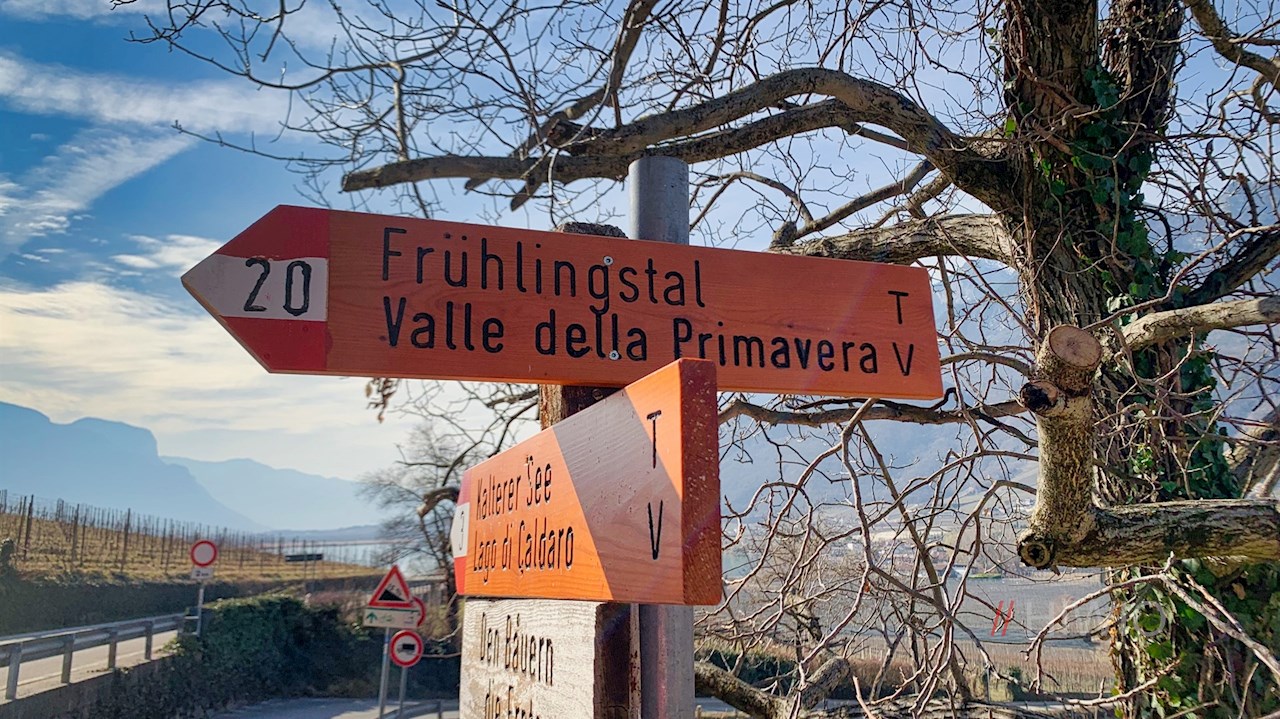 20
Frühlingstal
T
Valle della Primavera
V
Kalterer See
T
Lago di Caldaro
V
Den Bauern